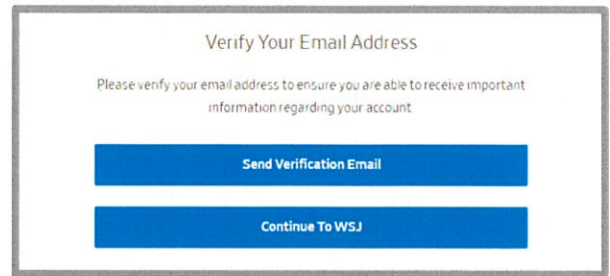 Verify Your Email Address
Please verify your email address to ensure you are able to receive important
information regarding your account
Send Verification Email
Continue To WSJ